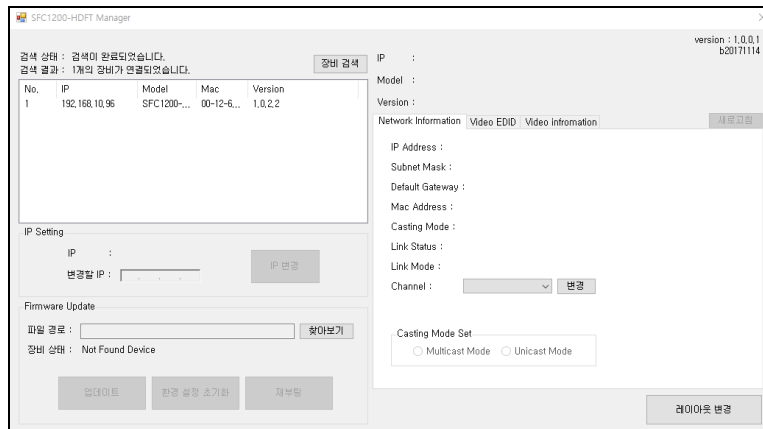 SFC1200-HDFT Manager
version : 1,0,0,1
b20171114
검색 상태 : 검색이 완료되었습니다.
검색 결과 : 1개의 장비가 연결되었습니다.
장비 검색
No, IP Model Mac Version
1 192,168,10,96 SFC1200-,,, 00-12-6,,, 1,0,2,2
IP Setting
IP :
변경할 IP : . . .
IP 변경
Firmware Update
파일 경로 :
찾아보기
장비 상태 : Not Found Device
업데이트 환경 설정 초기화 재부팅
IP :
Model :
Version :
Network Information Video EDID Video infromation
새로고침
IP Address :
Subnet Mask :
Default Gateway :
Mac Address :
Casting Mode :
Link Status :
Link Mode :
Channel : 변경
Casting Mode Set
Multicast Mode Unicast Mode
레이아웃 변경